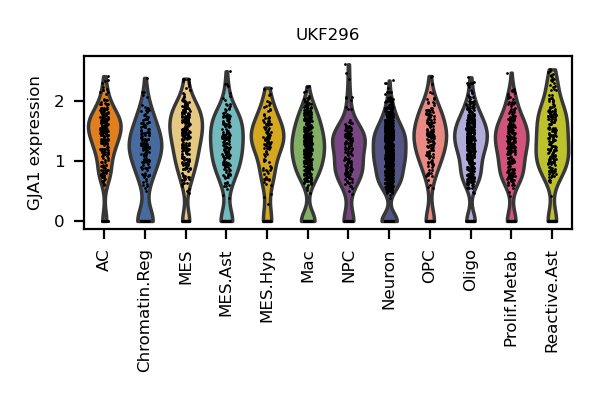 UKF296
GJA1 expression
2
1
0
AC
Chromatin.Reg
MES
MES.Ast
MES.Hyp
Mac
NPC
Neuron
OPC
Oligo
Prolif.Metab
Reactive.Ast